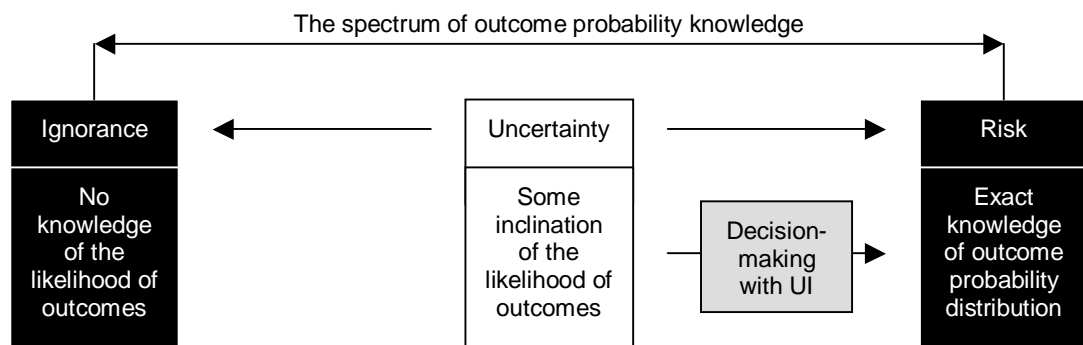 The spectrum of outcome probability knowledge
Ignorance
No
knowledge
of the
likelihood of
outcomes
Uncertainty
Some
inclination
of the
likelihood of
outcomes
Decision-
making
with UI
Risk
Exact
knowledge
of outcome
probability
distribution